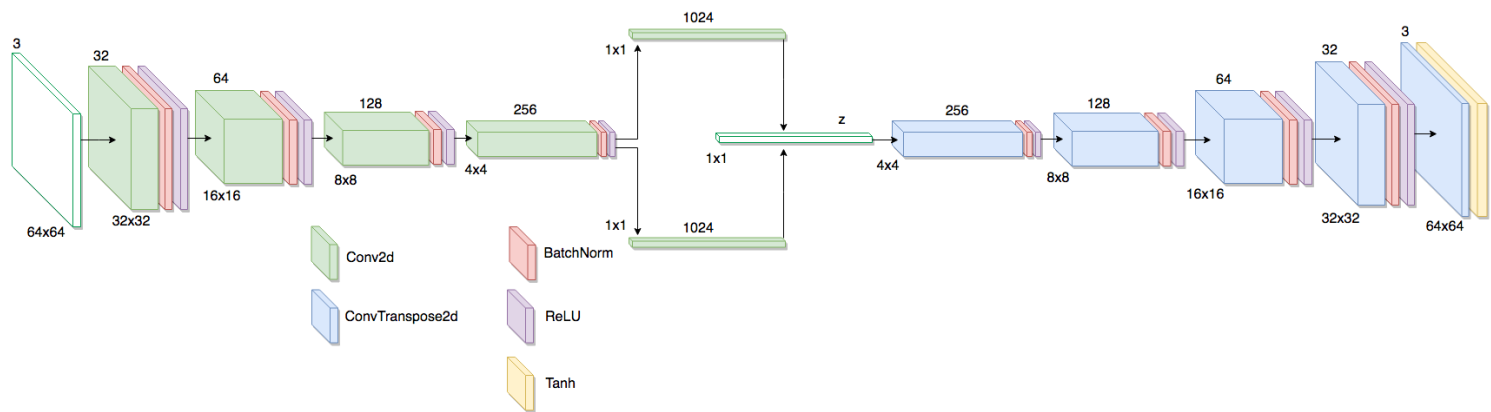 3
64x64
32
32x32
64
16x16
128
8x8
256
4x4
1024
1x1
1x1
1024
z
1x1
256
4x4
128
8x8
64
16x16
32
32x32
3
64x64
Conv2d
BatchNorm
ConvTranspose2d
ReLU
Tanh